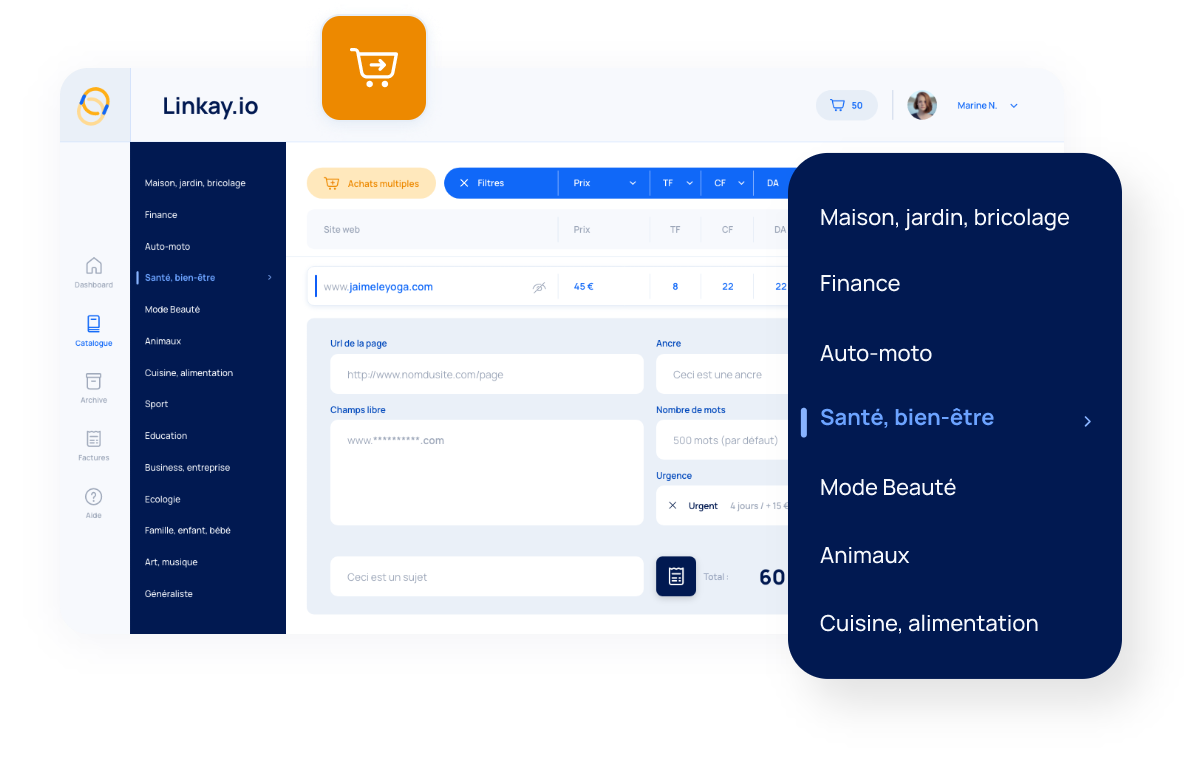 Linkay.io
50
Marine N.
Dashboard
Catalogue
Archive
Factures
Aide
Maison, jardin, bricolage
Finance
Auto-moto
Santé, bien-être
Mode Beauté
Animaux
Cuisine, alimentation
Sport
Education
Business, entreprise
Ecologie
Famille, enfant, bébé
Art, musique
Généraliste
Achats multiples
Filtres Prix TF CF DA
Site web Prix TF CF DA
www.jaimeleyoga.com 45 € 8 22 22
Url de la page
http://www.nomdusite.com/page
Champs libre
www.**********.com
Ceci est un sujet
Ancre
Ceci est une ancre
Nombre de mots
500 mots (par défaut)
Urgence
Urgent 4 jours / + 15 €
Total : 60
Maison, jardin, bricolage
Finance
Auto-moto
Santé, bien-être
Mode Beauté
Animaux
Cuisine, alimentation